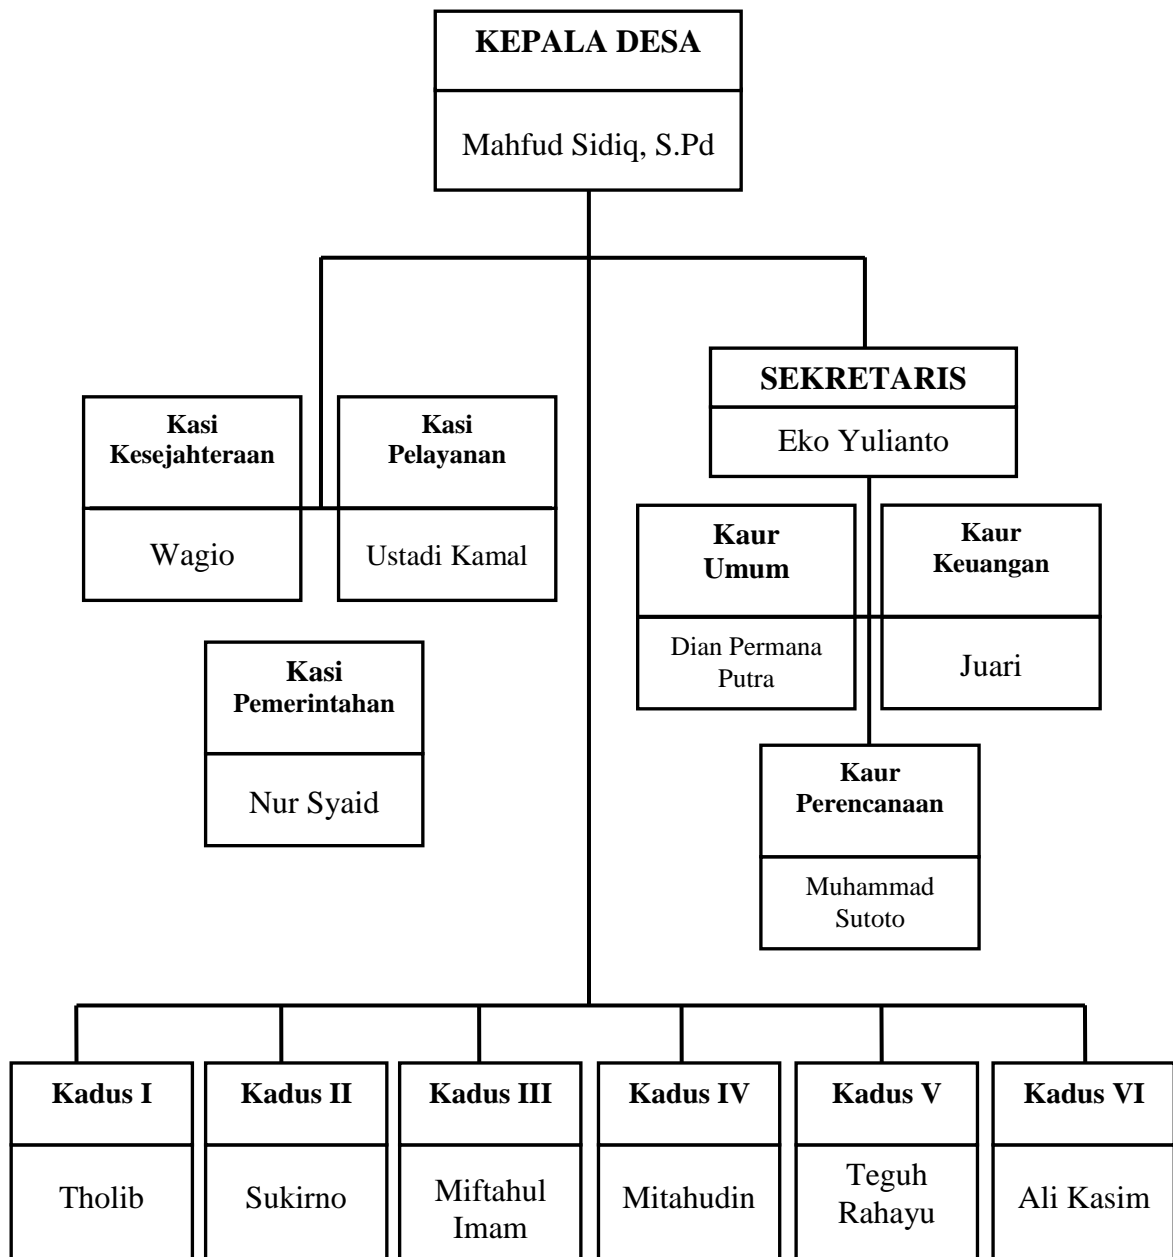 KEPALA DESA
Mahfud Sidiq, S.Pd
SEKRETARIS
Eko Yulianto
Kasi
Kesejahteraan
Wagio
Kasi
Pelayanan
Ustadi Kamal
Kaur
Umum
Dian Permana
Putra
Kaur
Keuangan
Juari
Kasi
Pemerintahan
Nur Syaid
Kaur
Perencanaan
Muhammad
Sutoto
Kadus I
Tholib
Kadus II
Sukirno
Kadus III
Miftahul
Imam
Kadus IV
Mitahudin
Kadus V
Teguh
Rahayu
Kadus VI
Ali Kasim